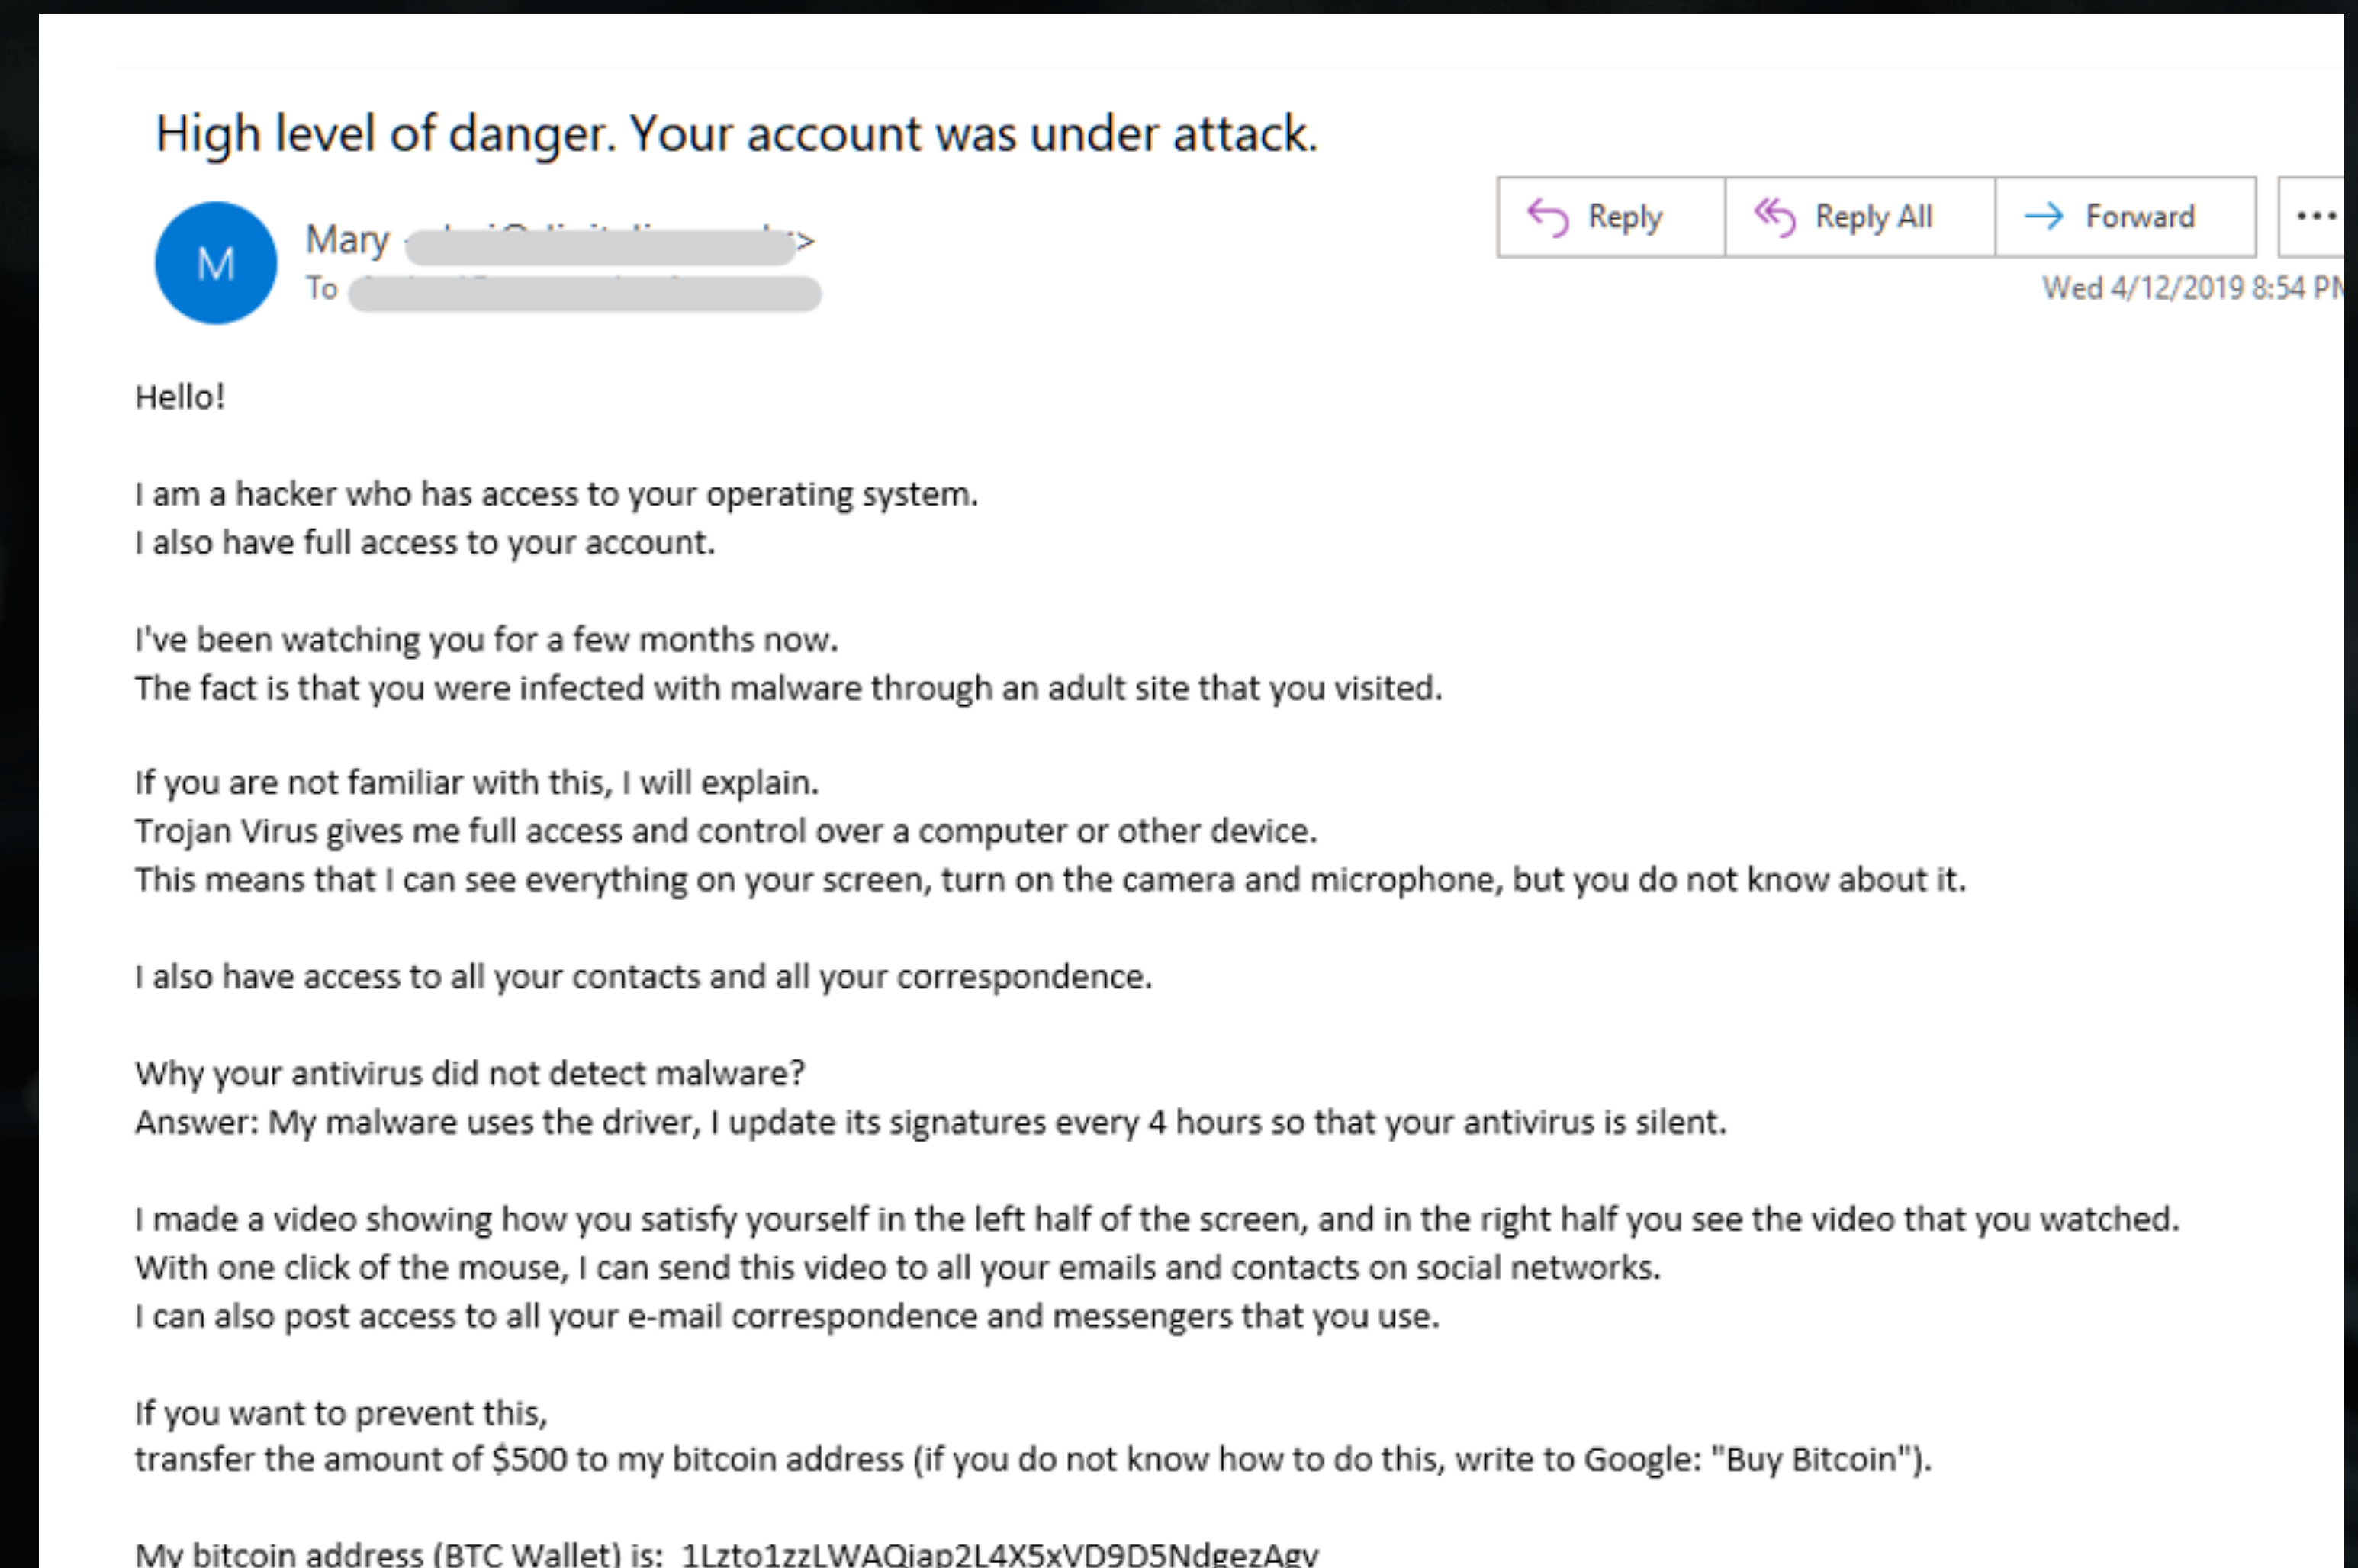 High level of danger. Your account was under attack.
Reply
Reply All
Forward
M
Mary
To
Wed 4/12/2019 8:54 PM
Hello!
I am a hacker who has access to your operating system.
I also have full access to your account.
I've been watching you for a few months now.
The fact is that you were infected with malware through an adult site that you visited.
If you are not familiar with this, I will explain.
Trojan Virus gives me full access and control over a computer or other device.
This means that I can see everything on your screen, turn on the camera and microphone, but you do not know about it.
I also have access to all your contacts and all your correspondence.
Why your antivirus did not detect malware?
Answer: My malware uses the driver, I update its signatures every 4 hours so that your antivirus is silent.
I made a video showing how you satisfy yourself in the left half of the screen, and in the right half you see the video that you watched.
With one click of the mouse, I can send this video to all your emails and contacts on social networks.
I can also post access to all your e-mail correspondence and messengers that you use.
If you want to prevent this,
transfer the amount of $500 to my bitcoin address (if you do not know how to do this, write to Google: "Buy Bitcoin").
My bitcoin address (BTC Wallet) is: